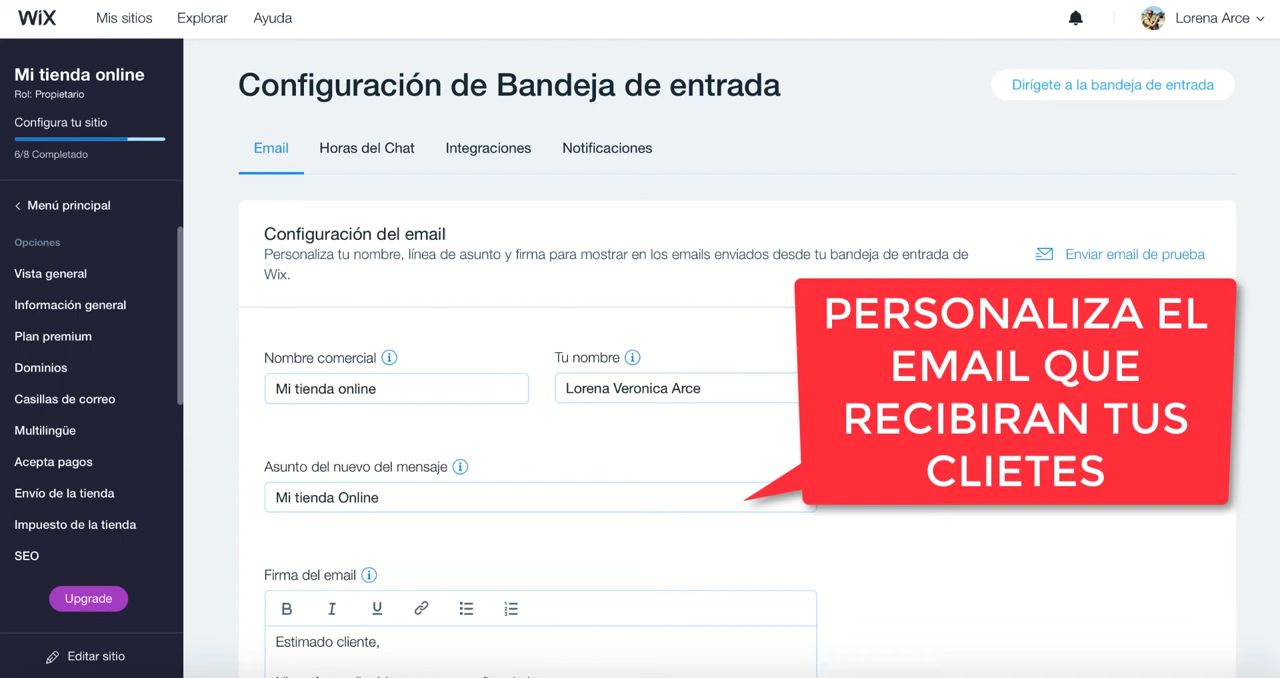 WiX
Mis sitios
Explorar
Ayuda
Lorena Arce
Mi tienda online
Rol: Propietario
Configura tu sitio
6/8 Completado
Menú principal
Opciones
Vista general
Información general
Plan premium
Dominios
Casillas de correo
Multilingüe
Acepta pagos
Envío de la tienda
Impuesto de la tienda
SEO
Upgrade
Editar sitio
Configuración de Bandeja de entrada
Dirígete a la bandeja de entrada
Email
Horas del Chat
Integraciones
Notificaciones
Configuración del email
Personaliza tu nombre, línea de asunto y firma para mostrar en los emails enviados desde tu bandeja de entrada de
Wix.
Enviar email de prueba
Nombre comercial
Mi tienda online
Tu nombre
Lorena Veronica Arce
Asunto del nuevo del mensaje
Mi tienda Online
Firma del email
B I U
Estimado cliente,
PERSONALIZA EL
EMAIL QUE
RECIBIRAN TUS
CLIETES